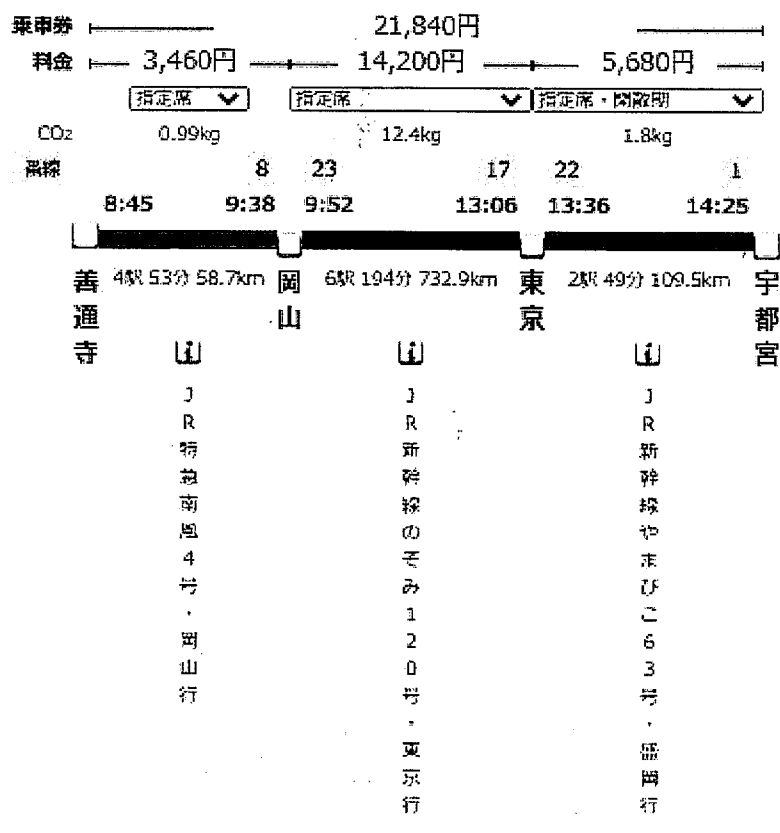 乗車券 21,840円
料金 3,460円 14,200円 5,680円
指定席 指定席 指定席・閑散期
CO2 0.99kg 12.4kg 1.8kg
番線 8 23 17 22 1
8:45 9:38 9:52 13:06 13:36 14:25
善通寺 4駅 53分 58.7km 岡山 6駅 194分 732.9km 東京 2駅 49分 109.5km 宇都宮
i i i
JR特急南風4号・岡山行
JR新幹線のぞみ120号・東京行
JR新幹線やまびこ63号・盛岡行